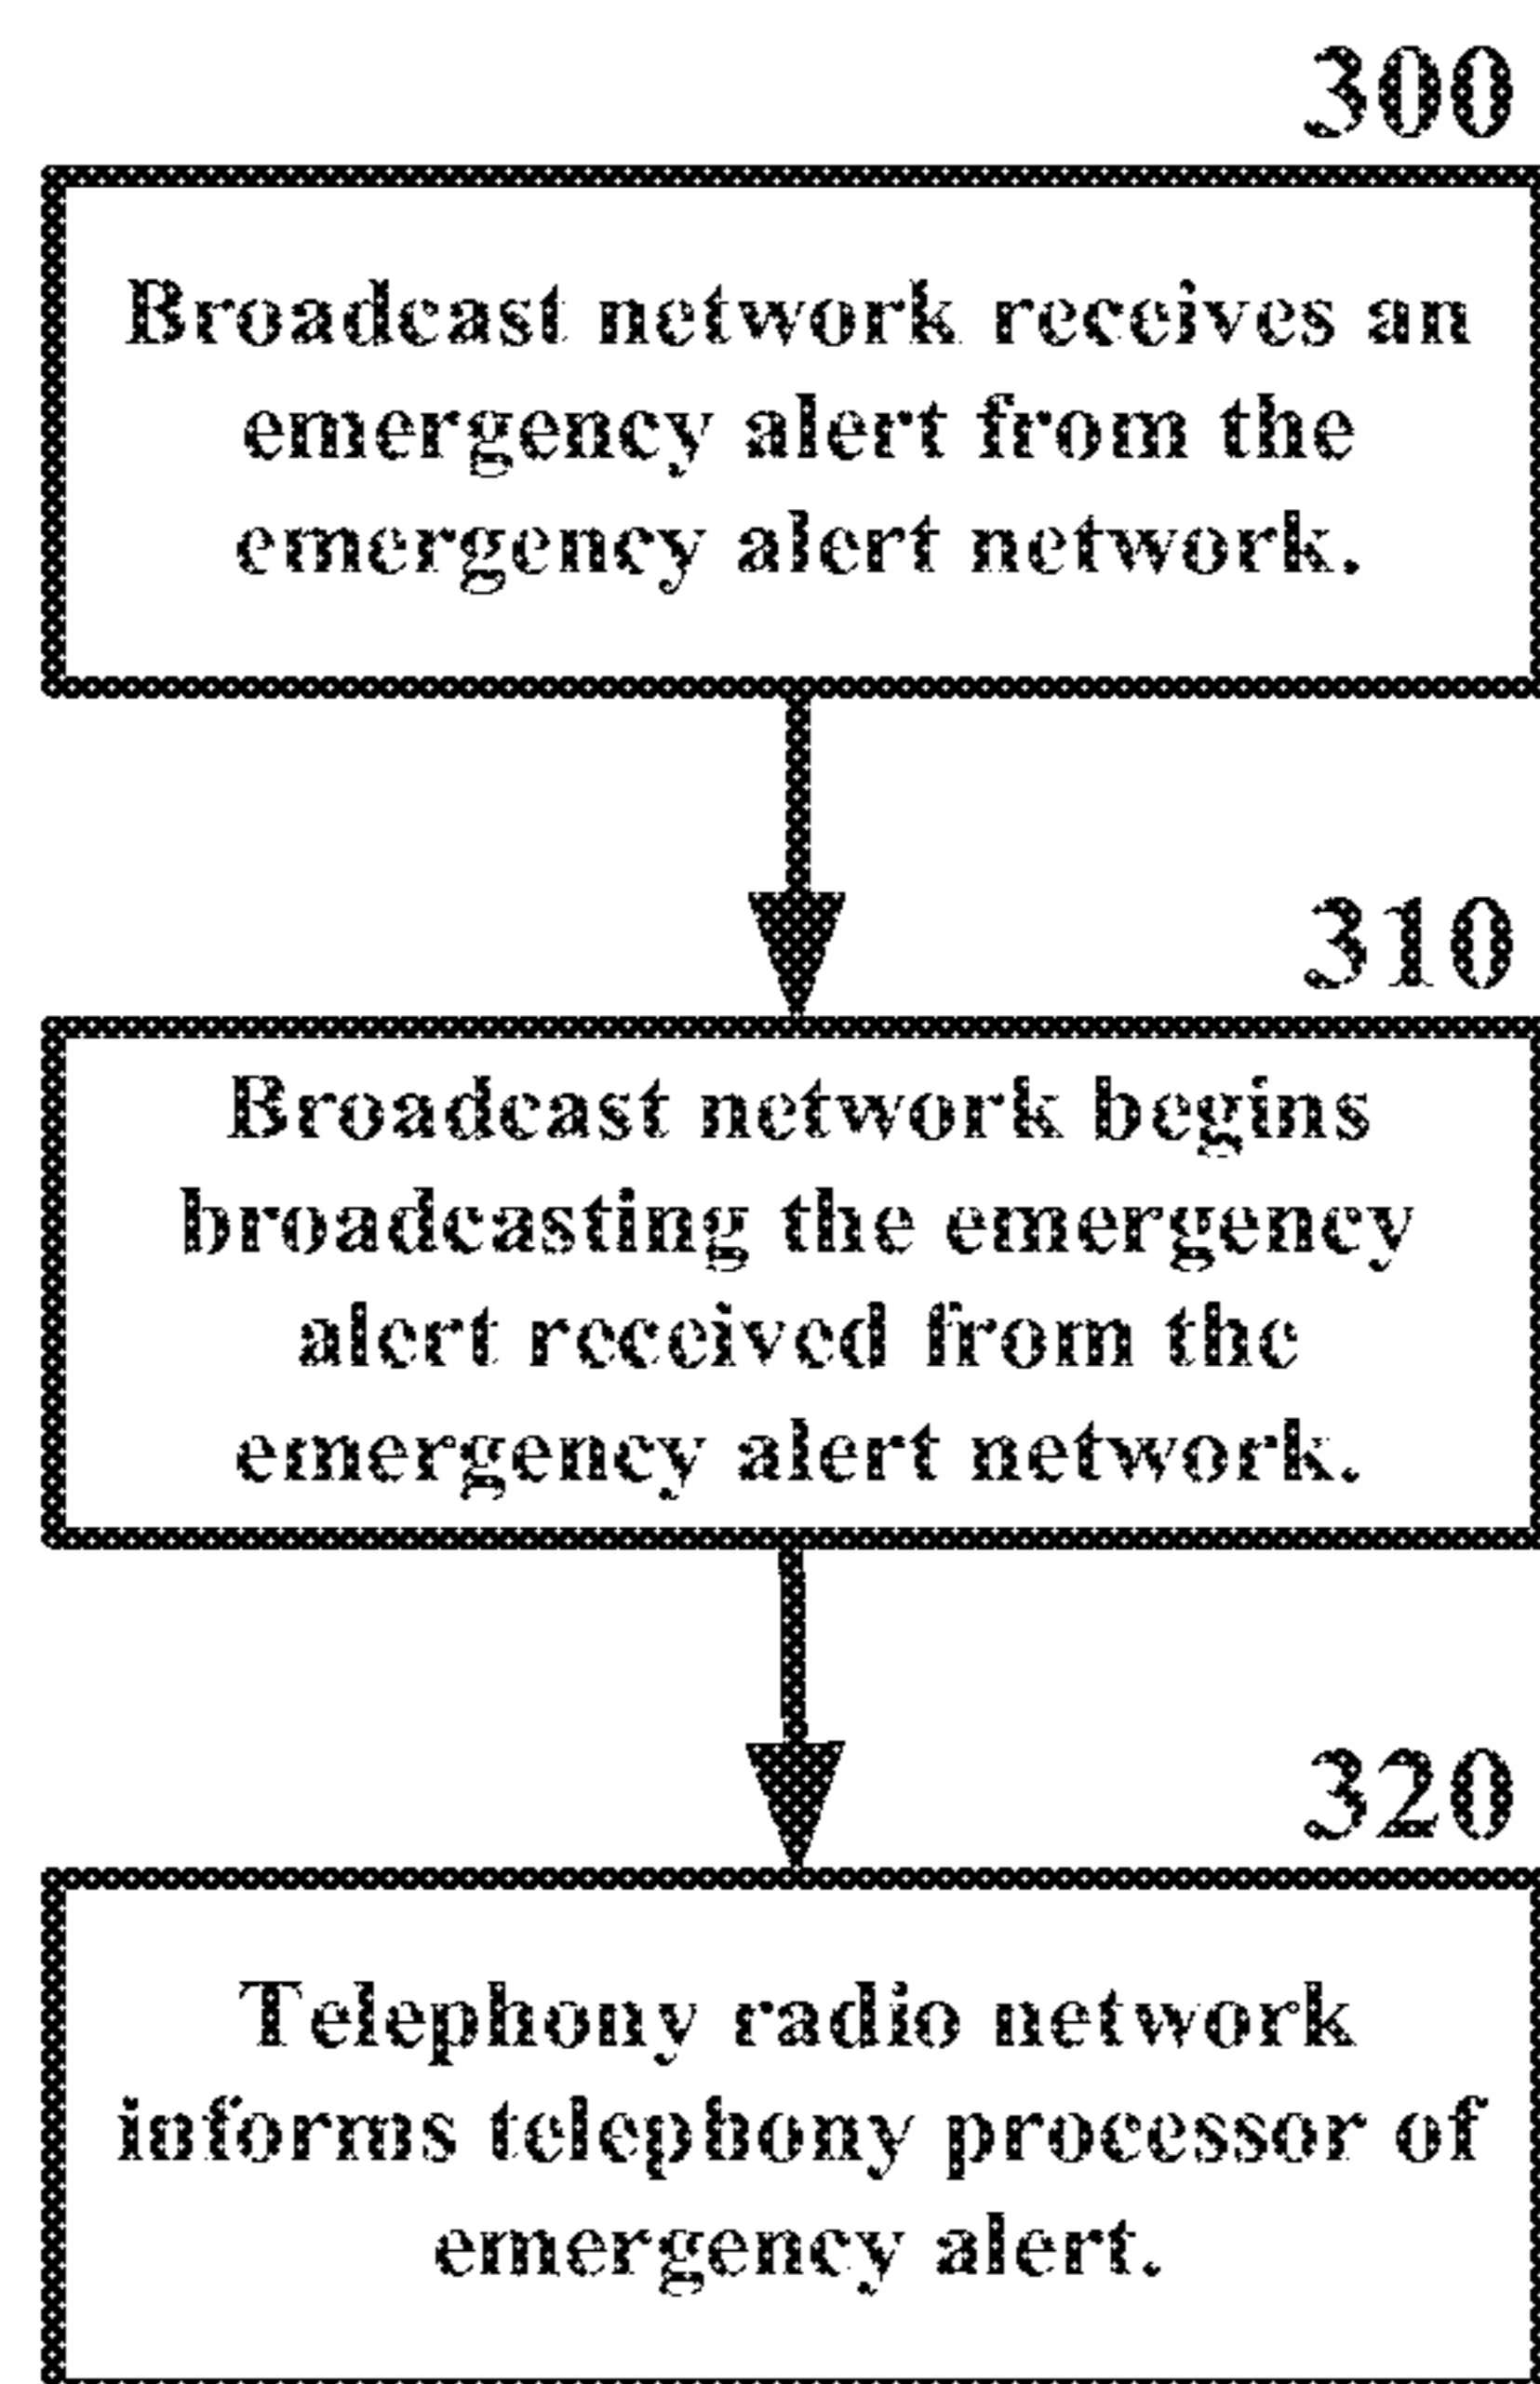 300
Broadcast network receives an
emergency alert from the
emergency alert network.
310
Broadcast network begins
broadcasting the emergency
alert received from the
emergency alert network.
320
Telephony radio network
informs telephony processor of
emergency alert.